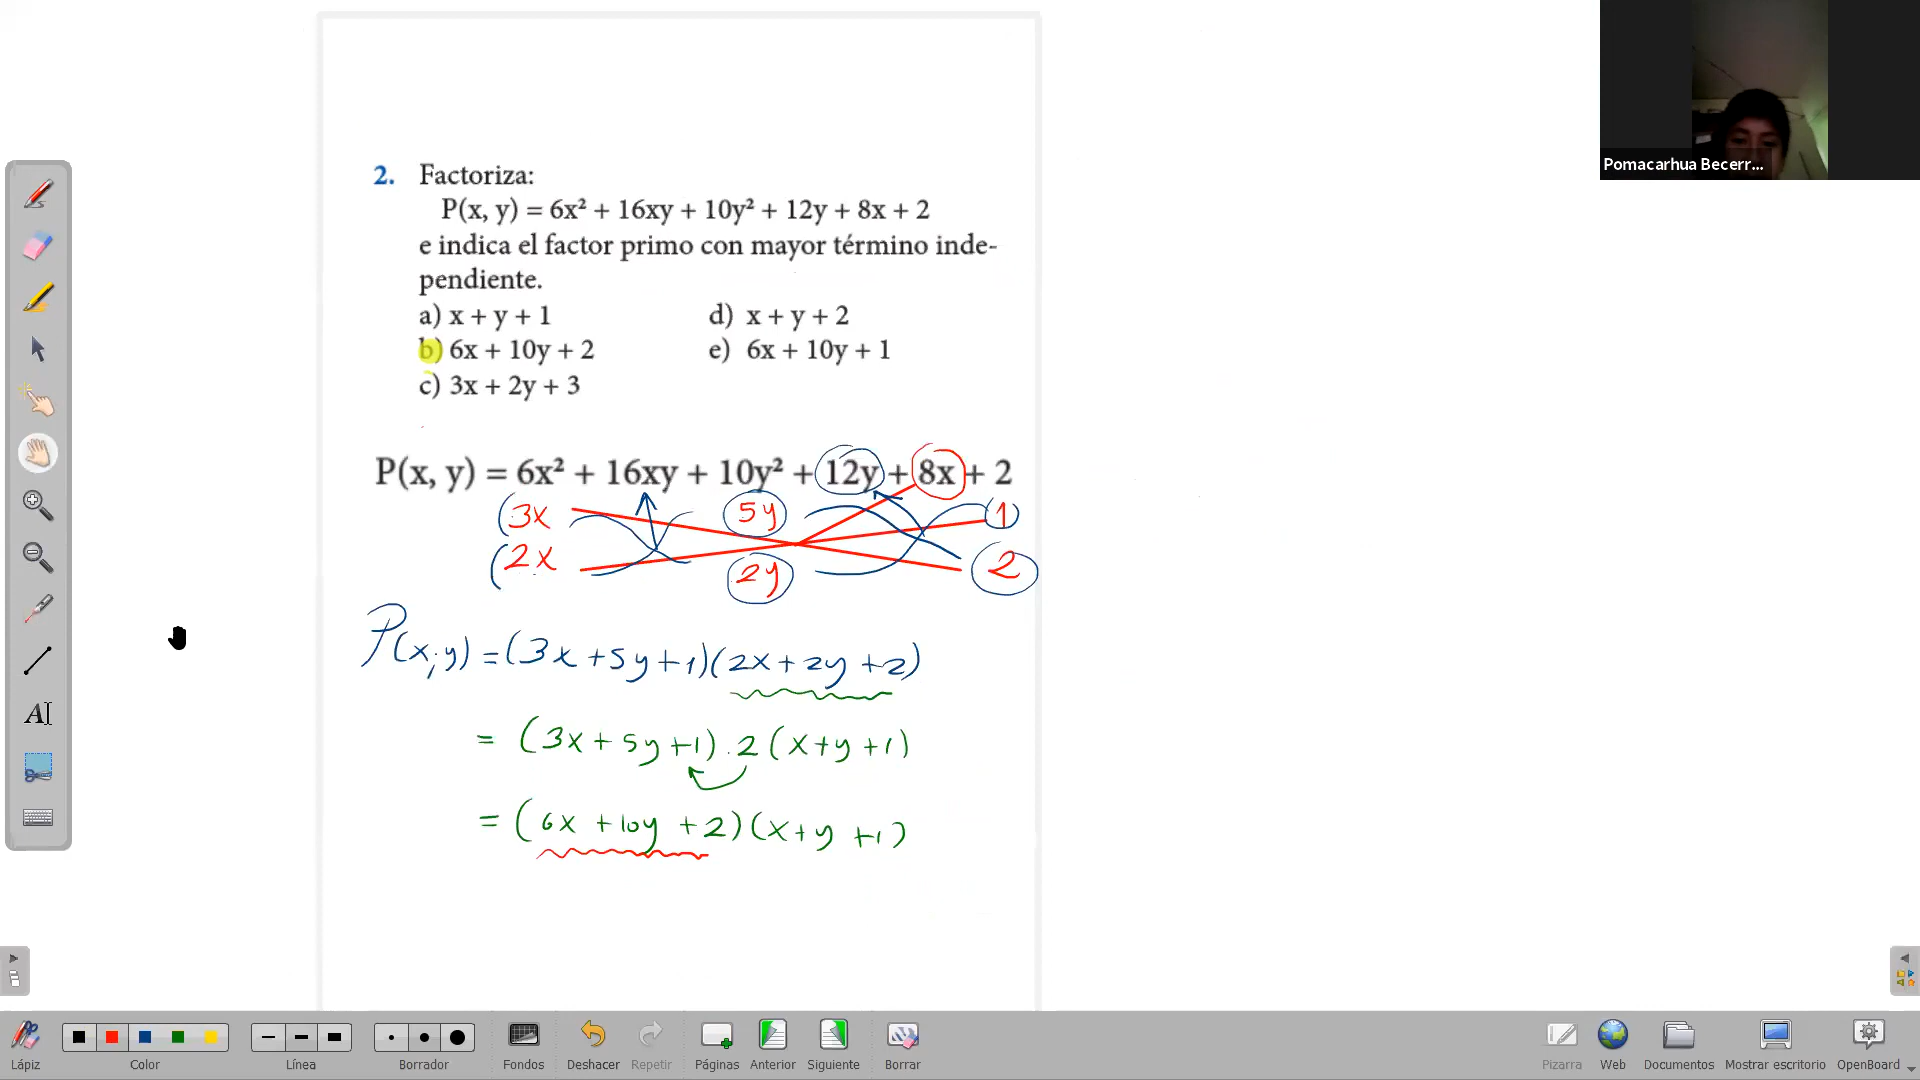 Pomacarhua Becerr...
2. Factoriza:
P(x, y) = 6x² + 16xy + 10y² + 12y + 8x + 2
e indica el factor primo con mayor término inde-
pendiente.
a) x + y + 1
d) x + y + 2
b) 6x + 10y + 2
e) 6x + 10y + 1
c) 3x + 2y + 3
P(x, y) = 6x² + 16xy + 10y² + 12y + 8x + 2
3x 5y 1
2x 2y 2
P(x;y) = (3x + 5y + 1)(2x + 2y + 2)
= (3x + 5y + 1) . 2 (x + y + 1)
= (6x + 10y + 2)(x + y + 1)
Lápiz Color Línea Borrador Fondos Deshacer Repetir Páginas Anterior Siguiente Borrar Pizarra Web Documentos Mostrar escritorio OpenBoard